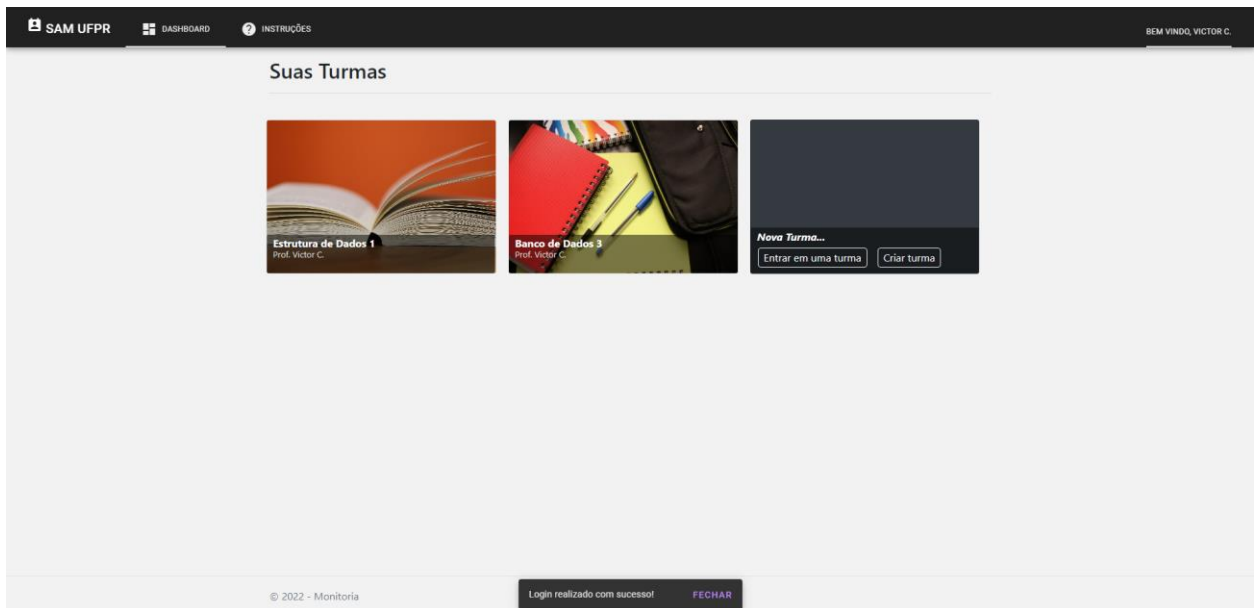 SAM UFPR
DASHBOARD
INSTRUÇÕES
BEM VINDO, VICTOR C.
Suas Turmas
Estrutura de Dados 1
Prof. Victor C.
Banco de Dados 3
Prof. Victor C.
Nova Turma...
Entrar em uma turma
Criar turma
© 2022 - Monitoria
Login realizado com sucesso!
FECHAR